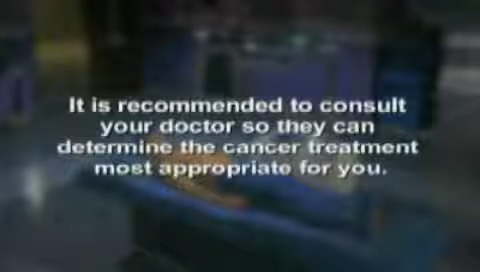 It is recommended to consult
your doctor so they can
determine the cancer treatment
most appropriate for you.